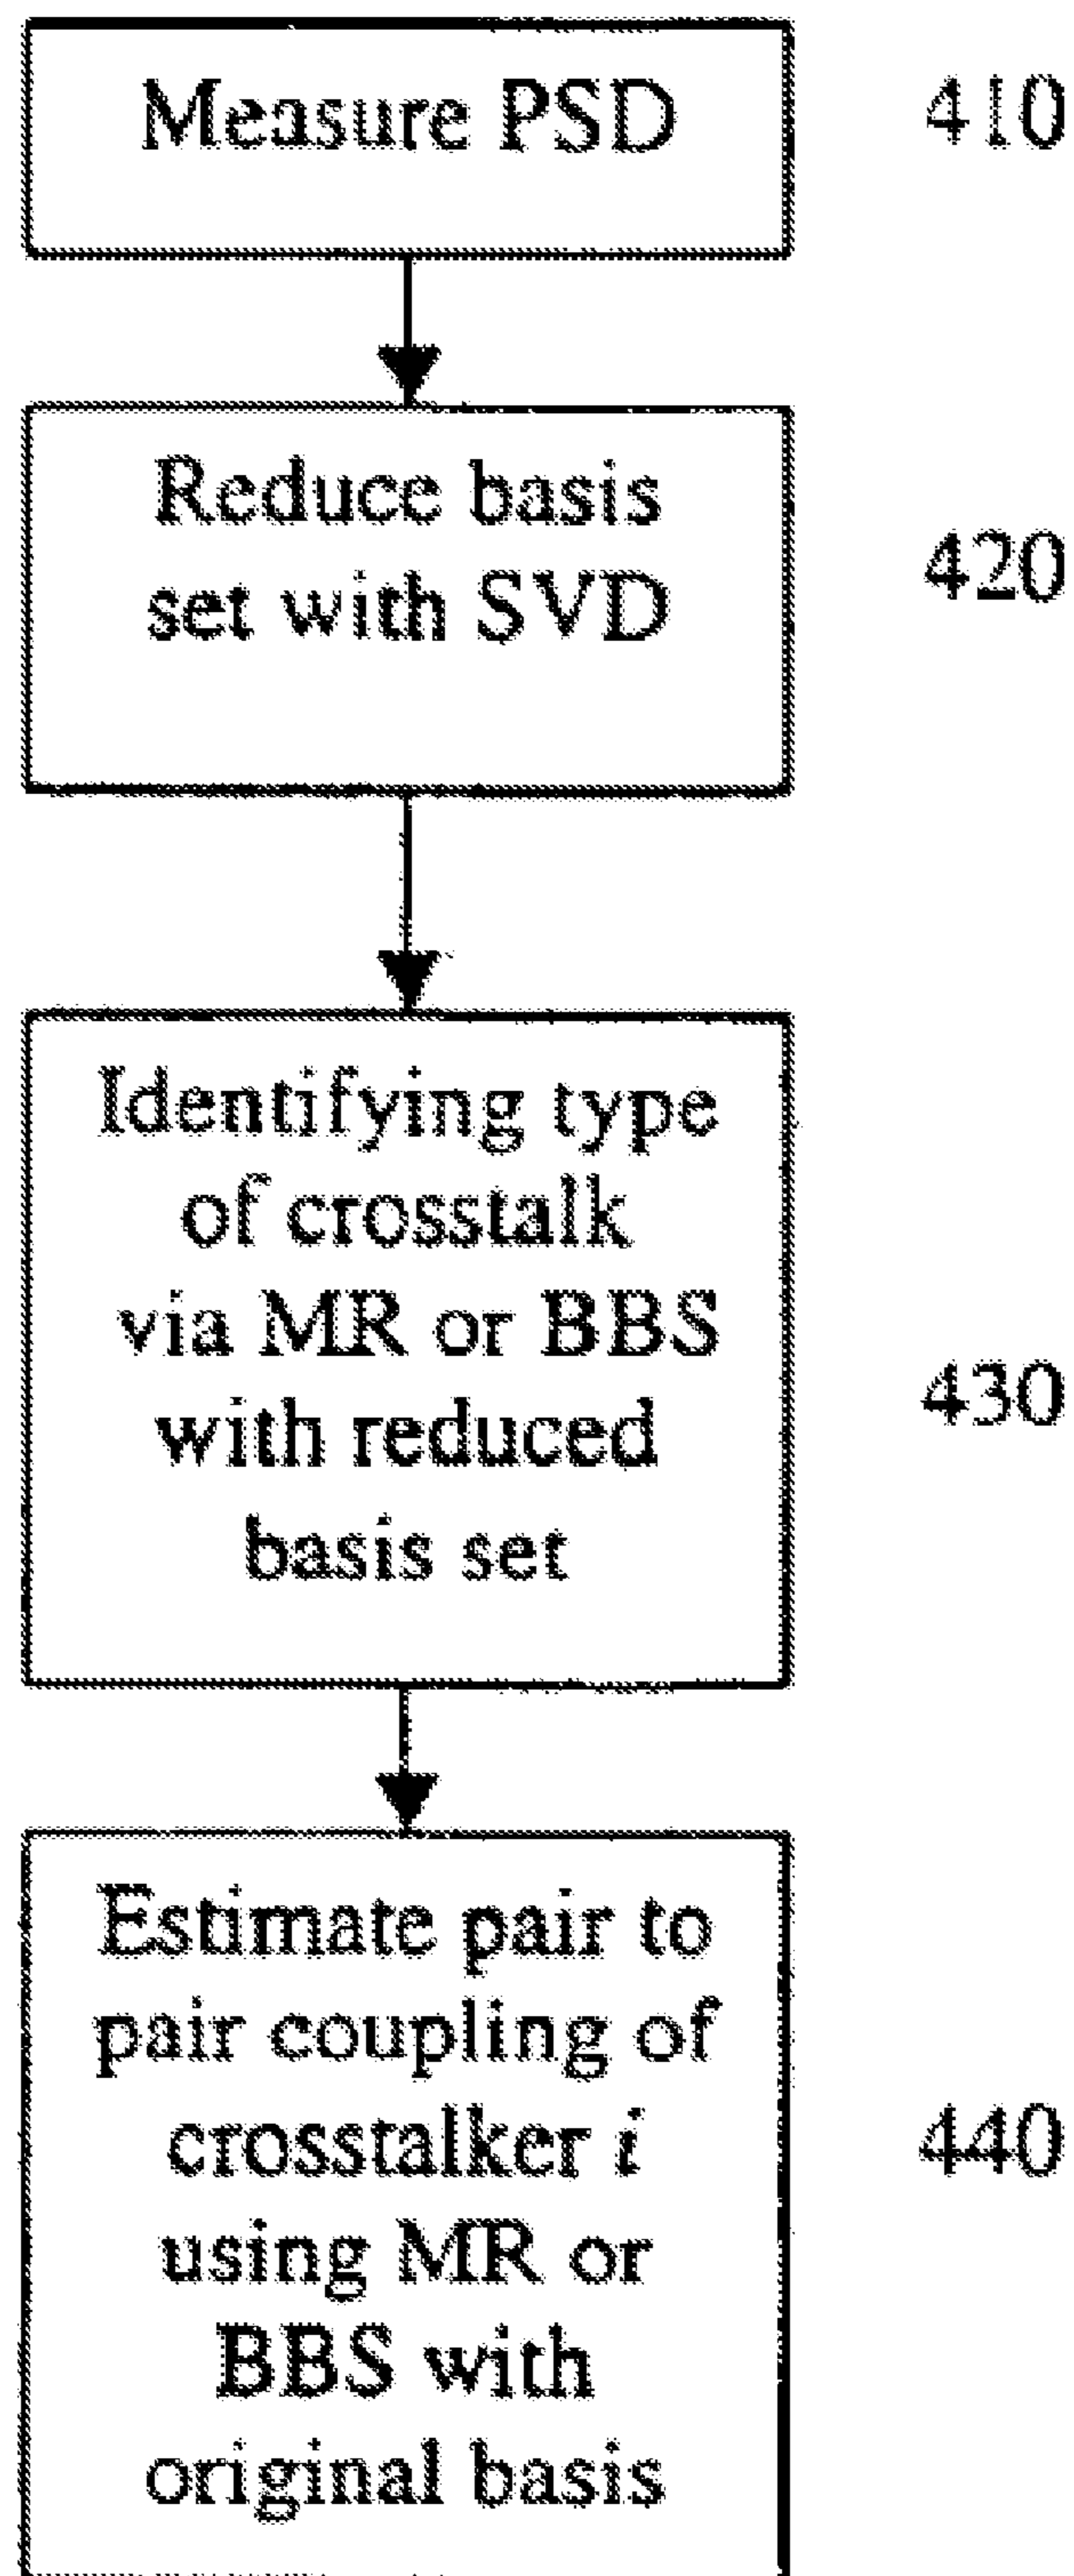 Measure PSD
410
Reduce basis
set with SVD
420
Identifying type
of crosstalk
via MR or BBS
with reduced
basis set
430
Estimate pair to
pair coupling of
crosstalker i
using MR or
BBS with
original basis
440